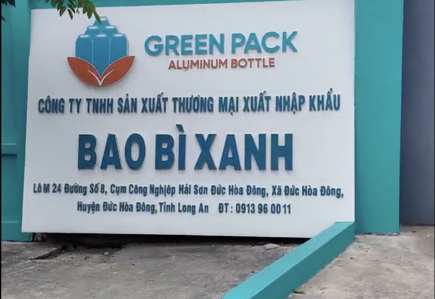 GREEN PACK
ALUMINUM BOTTLE
CÔNG TY TNHH SẢN XUẤT THƯƠNG MẠI XUẤT NHẬP KHẨU
BAO BÌ XANH
Lô M 24 Đường Số 8, Cụm Công Nghiệp Hải Sơn Đức Hòa Đông, Xã Đức Hòa Đông,
Huyện Đức Hòa Đông, Tỉnh Long An ĐT : 0913 96 00 11